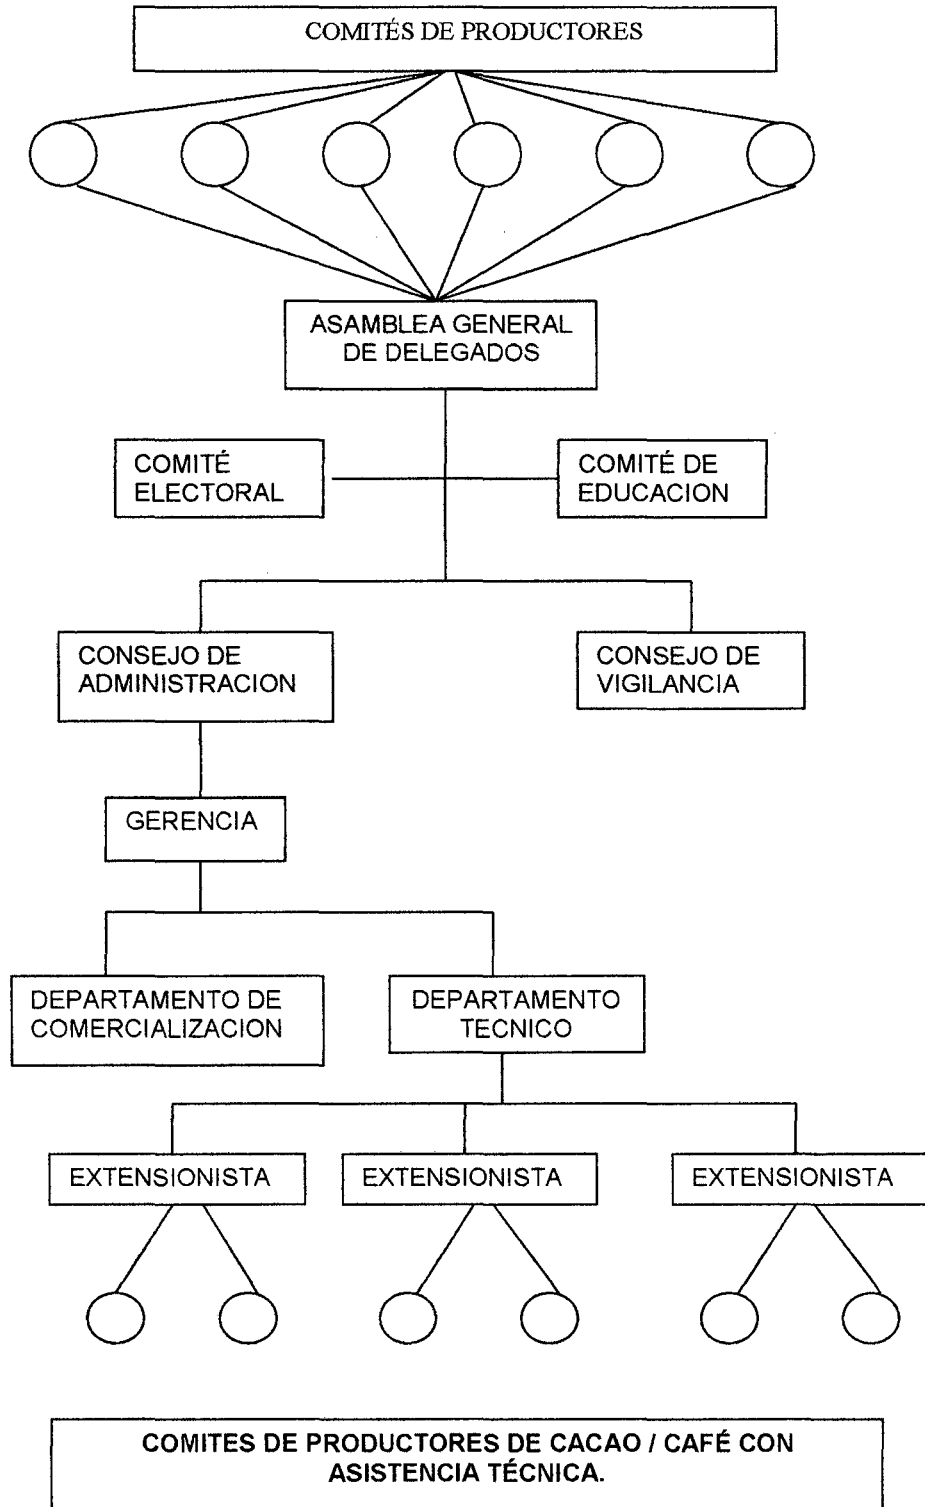 COMITÉS DE PRODUCTORES
ASAMBLEA GENERAL
DE DELEGADOS
COMITÉ
ELECTORAL
COMITÉ DE
EDUCACION
CONSEJO DE
ADMINISTRACION
CONSEJO DE
VIGILANCIA
GERENCIA
DEPARTAMENTO DE
COMERCIALIZACION
DEPARTAMENTO
TECNICO
EXTENSIONISTA
EXTENSIONISTA
EXTENSIONISTA
COMITES DE PRODUCTORES DE CACAO / CAFÉ CON
ASISTENCIA TÉCNICA.